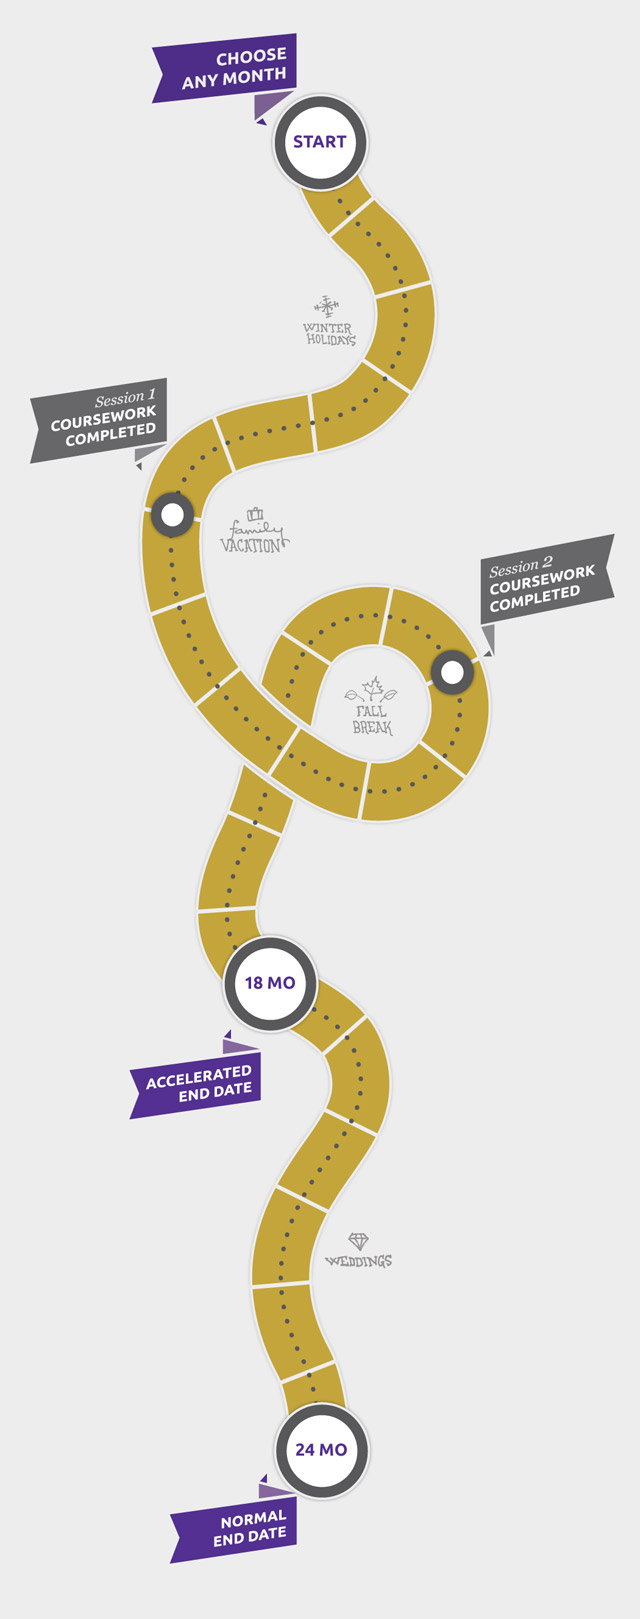 CHOOSE
ANY MONTH
START
WINTER
HOLIDAYS
Session 1
COURSEWORK
COMPLETED
family
VACATION
Session 2
COURSEWORK
COMPLETED
FALL
BREAK
18 MO
ACCELERATED
END DATE
WEDDINGS
24 MO
NORMAL
END DATE